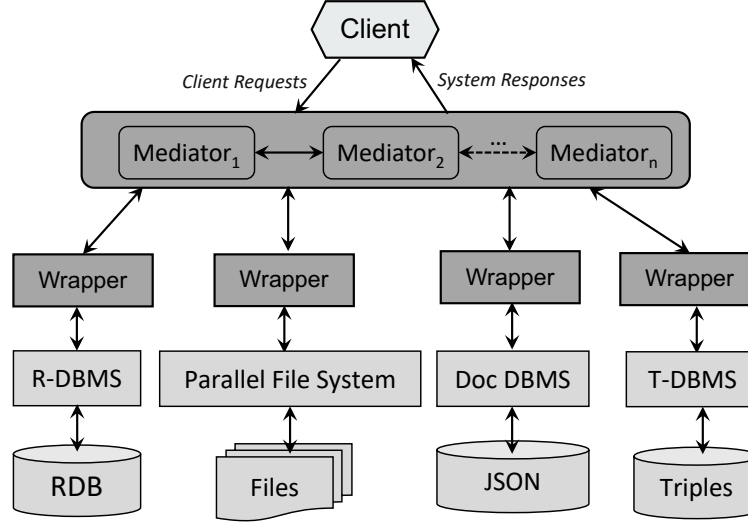 Client
Client Requests
System Responses
Mediator₁
Mediator₂
...
Mediatorₙ
Wrapper
Wrapper
Wrapper
Wrapper
R-DBMS
Parallel File System
Doc DBMS
T-DBMS
RDB
Files
JSON
Triples